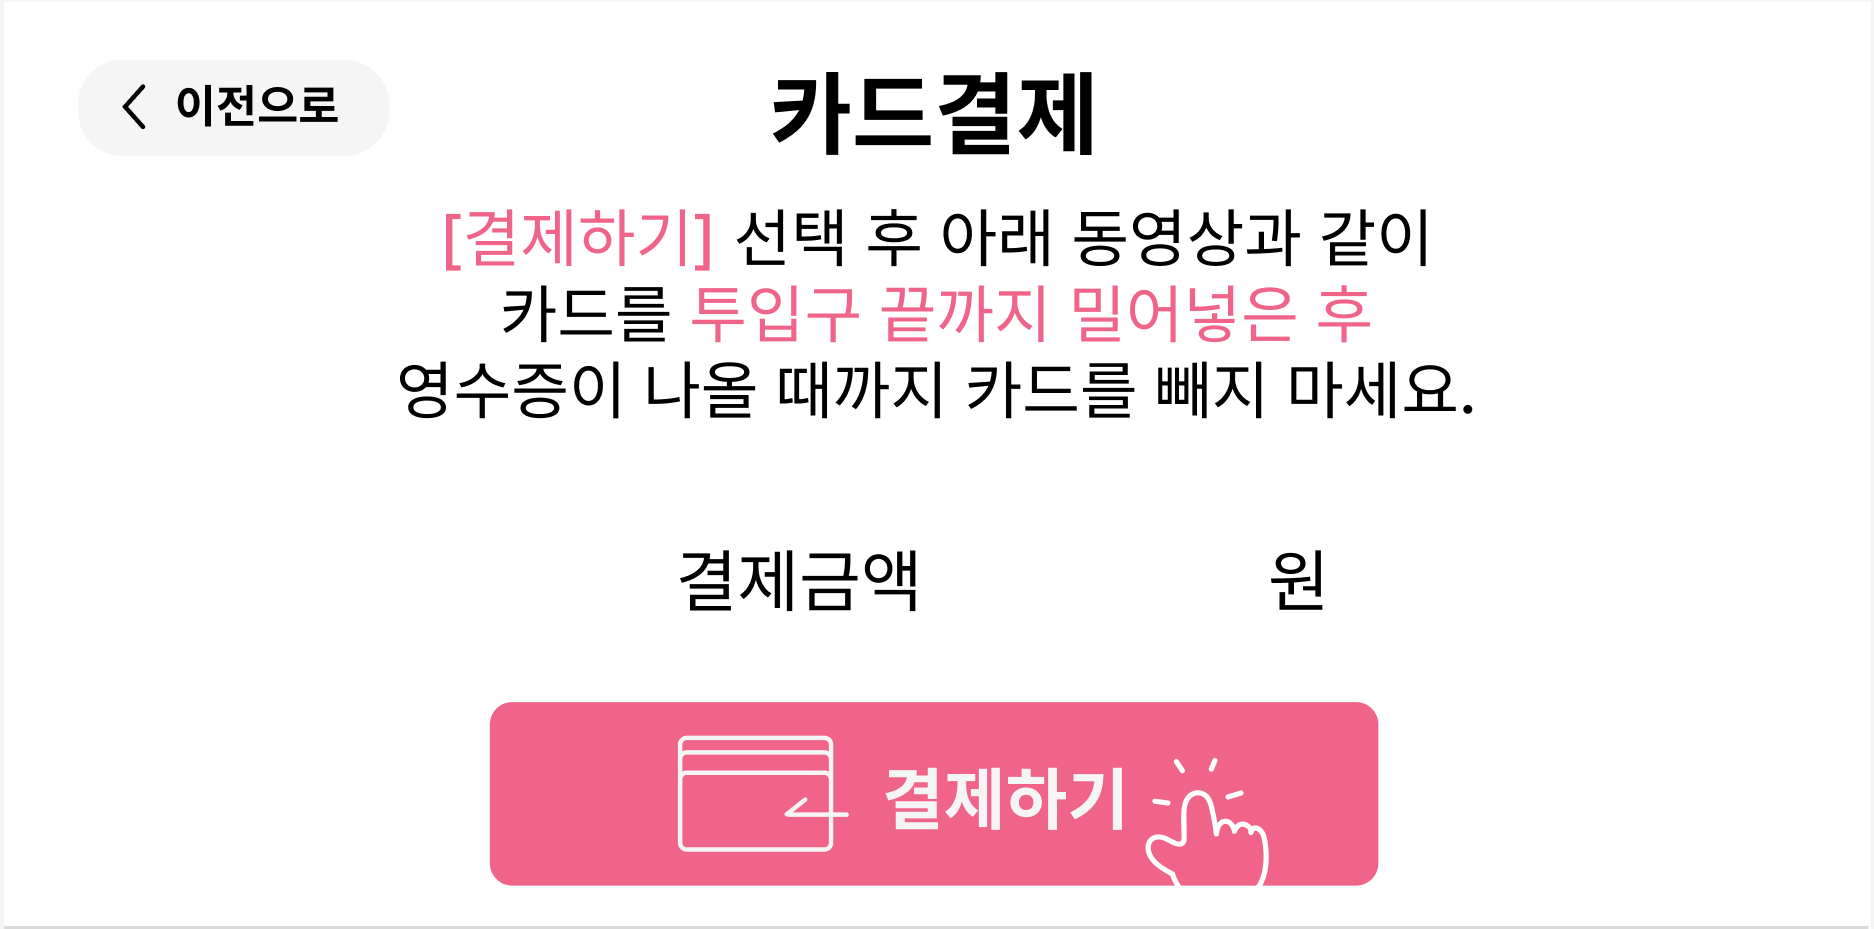 이전으로
카드결제
[결제하기] 선택 후 아래 동영상과 같이
카드를 투입구 끝까지 밀어넣은 후
영수증이 나올 때까지 카드를 빼지 마세요.
결제금액 원
결제하기